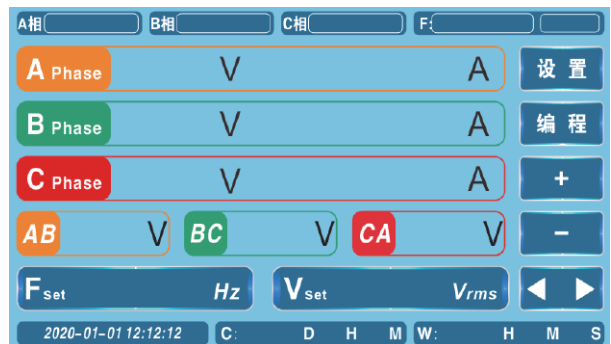 A相 B相 C相 F:
A Phase V A 设置
B Phase V A 编程
C Phase V A +
AB V BC V CA V −
F Set Hz V Set Vrms
2020-01-01 12:12:12 C: D H M W: H M S